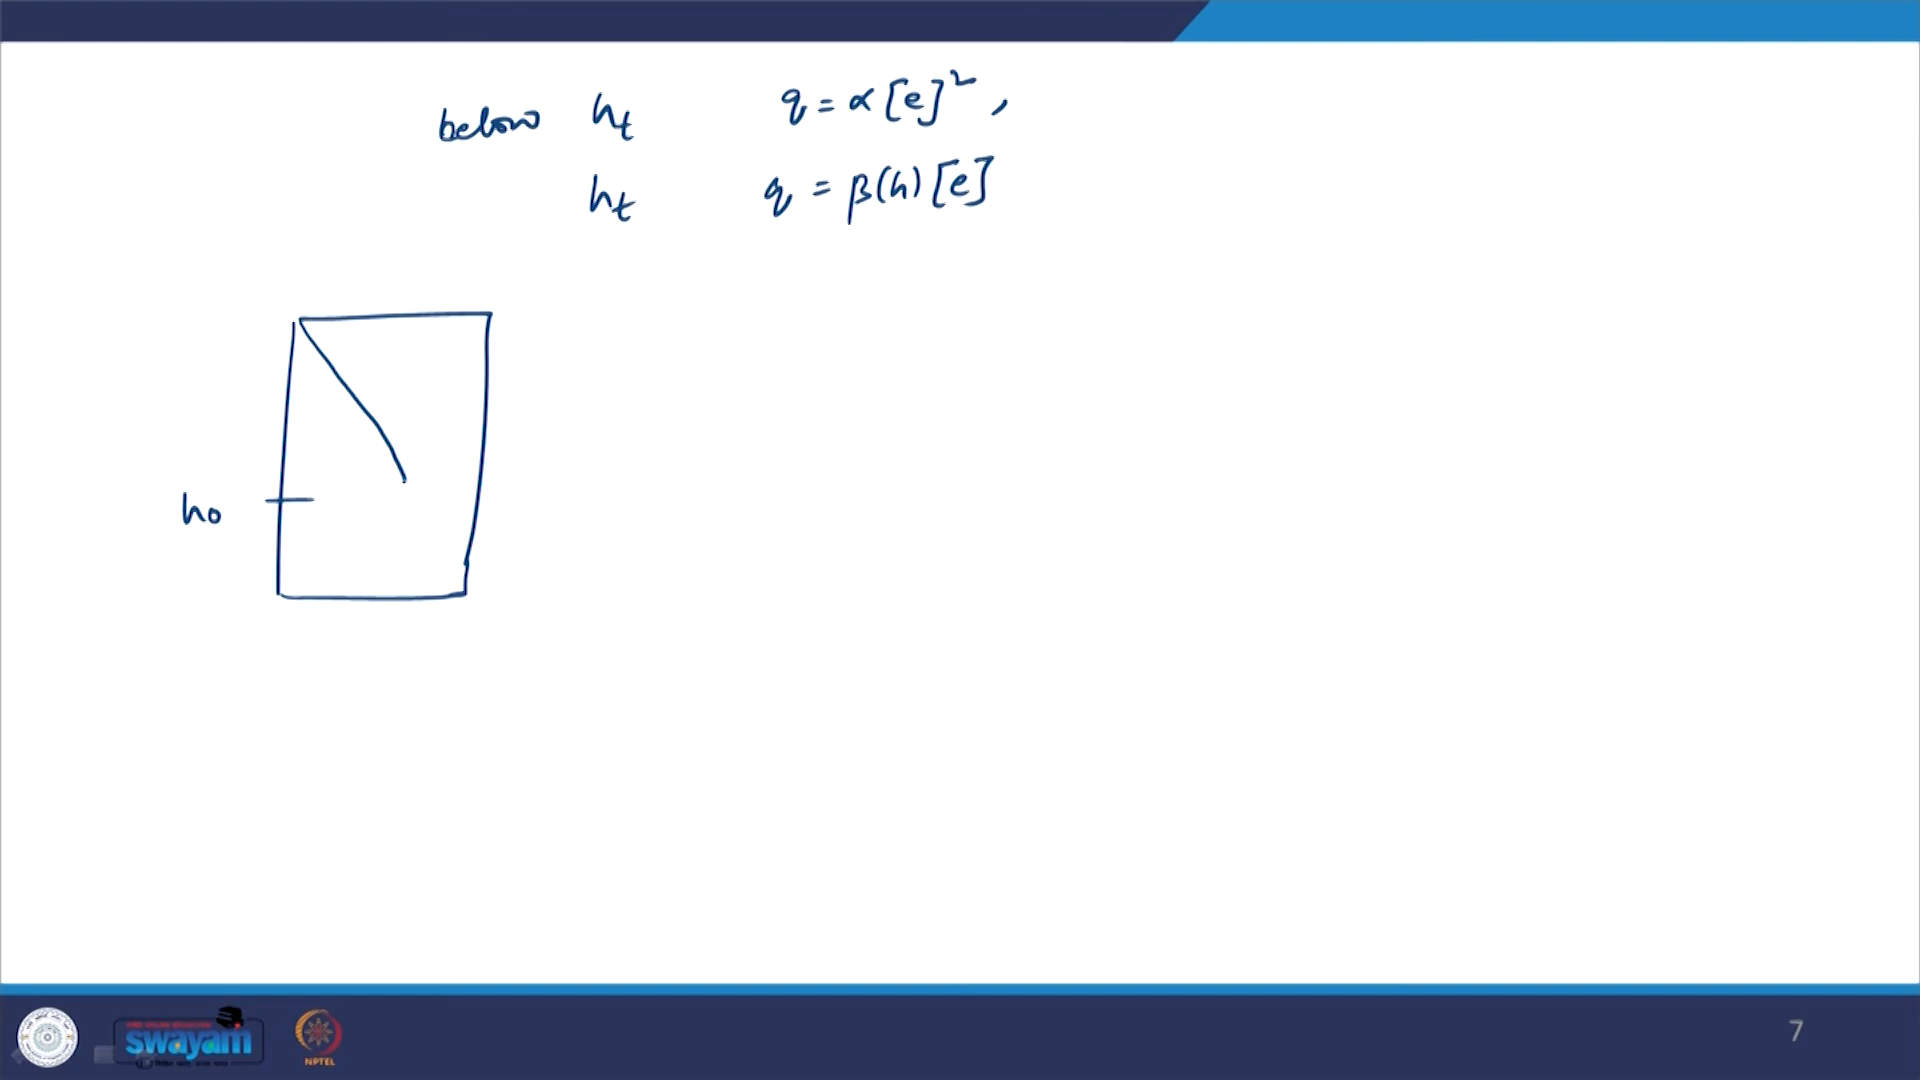 below h_t q = α[e]²,
h_t q = β(h)[e]
h₀
swayam
NPTEL
7